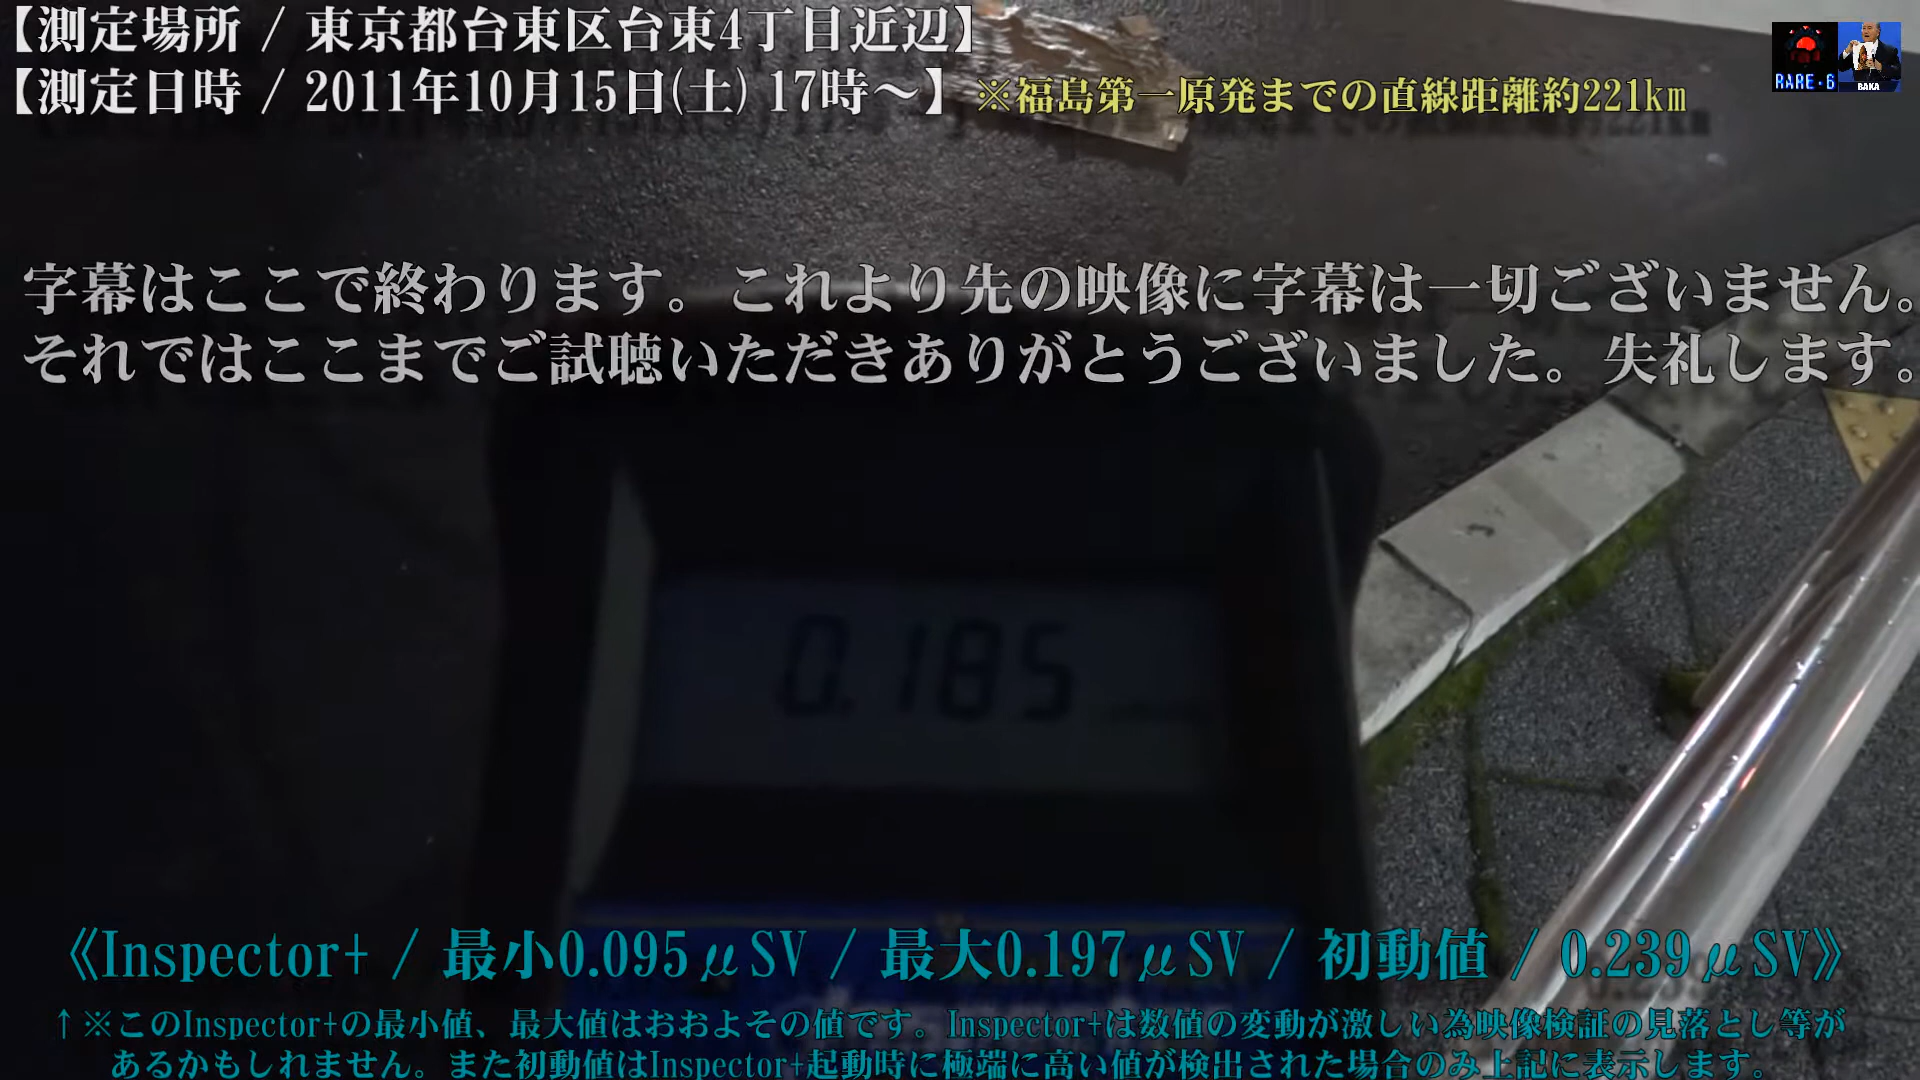 【測定場所 / 東京都台東区台東4丁目近辺】
【測定日時 / 2011年10月15日(土) 17時～】※福島第一原発までの直線距離約221km
RARE・6
BAKA
字幕はここで終わります。これより先の映像に字幕は一切ございません。
それではここまでご試聴いただきありがとうございました。失礼します。
0.185
《Inspector+ / 最小0.095μSV / 最大0.197μSV / 初動値 / 0.239μSV》
↑※このInspector+の最小値、最大値はおおよその値です。Inspector+は数値の変動が激しい為映像検証の見落とし等が
あるかもしれません。また初動値はInspector+起動時に極端に高い値が検出された場合のみ上記に表示します。